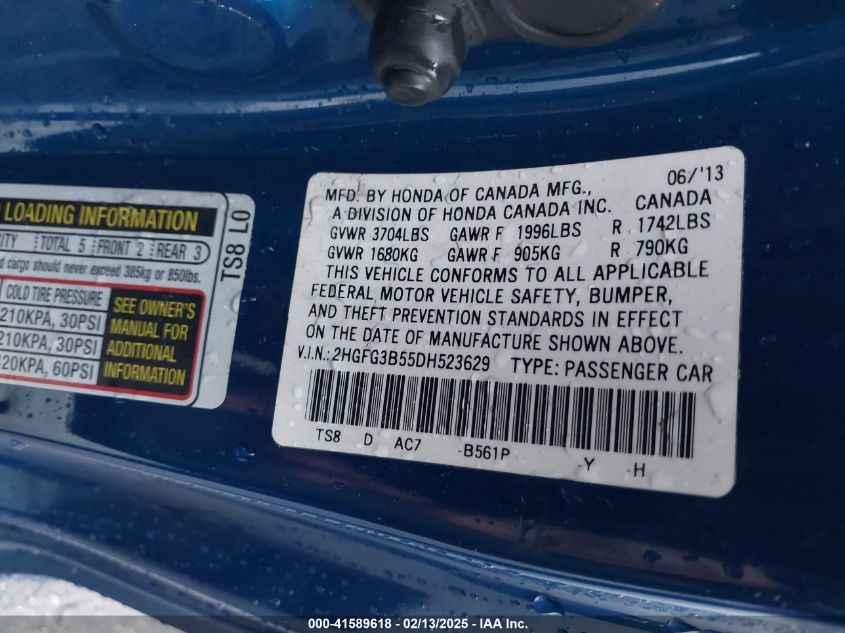 LOADING INFORMATION
TOTAL 5 FRONT 2 REAR 3
cargo should never exceed 385kg or 850lbs.
COLD TIRE PRESSURE
210KPA, 30PSI
210KPA, 30PSI
420KPA, 60PSI
SEE OWNER'S
MANUAL FOR
ADDITIONAL
INFORMATION
TS8 L0
06/'13
MFD. BY HONDA OF CANADA MFG.,
A DIVISION OF HONDA CANADA INC. CANADA
GVWR 3704LBS GAWR F 1996LBS R 1742LBS
GVWR 1680KG GAWR F 905KG R 790KG
THIS VEHICLE CONFORMS TO ALL APPLICABLE
FEDERAL MOTOR VEHICLE SAFETY, BUMPER,
AND THEFT PREVENTION STANDARDS IN EFFECT
ON THE DATE OF MANUFACTURE SHOWN ABOVE.
V.I.N.: 2HGFG3B55DH523629 TYPE: PASSENGER CAR
TS8 D AC7 -B561P -Y -H
000-41589618 - 02/13/2025 - IAA Inc.